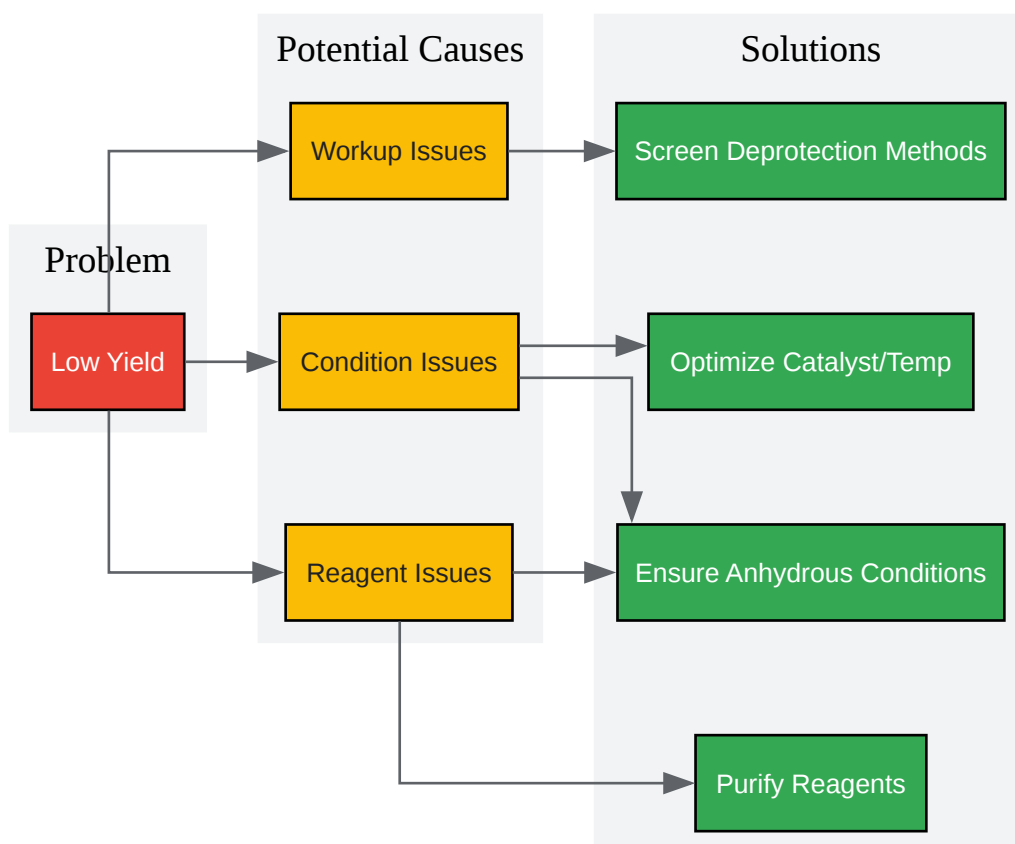 Potential Causes
Solutions
Workup Issues
Screen Deprotection Methods
Problem
Low Yield
Condition Issues
Optimize Catalyst/Temp
Reagent Issues
Ensure Anhydrous Conditions
Purify Reagents